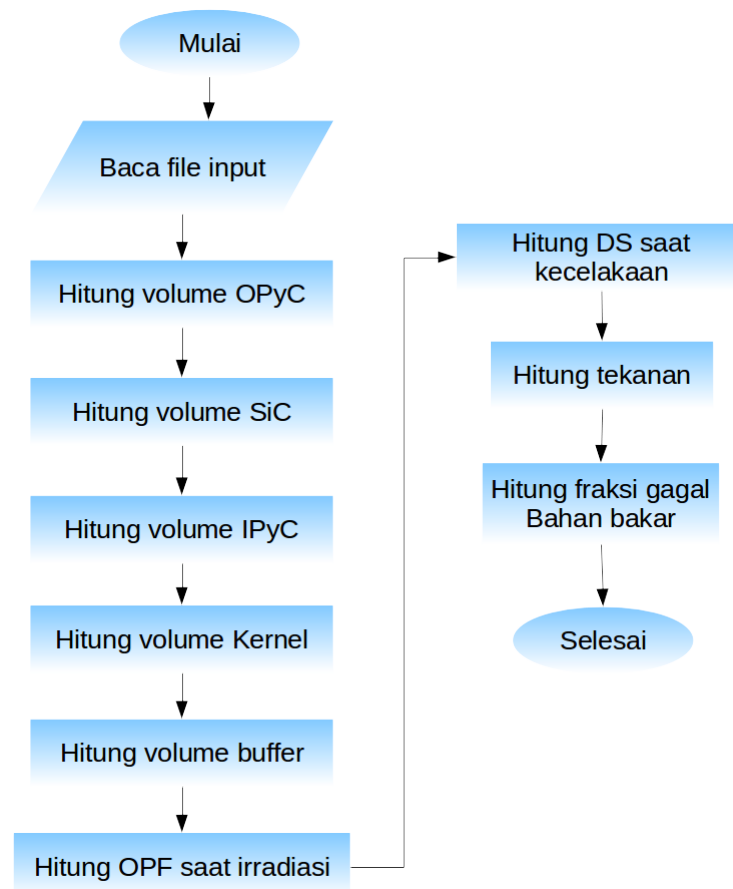 Mulai
Baca file input
Hitung volume OPyC
Hitung volume SiC
Hitung volume IPyC
Hitung volume Kernel
Hitung volume buffer
Hitung OPF saat irradiasi
Hitung DS saat
kecelakaan
Hitung tekanan
Hitung fraksi gagal
Bahan bakar
Selesai